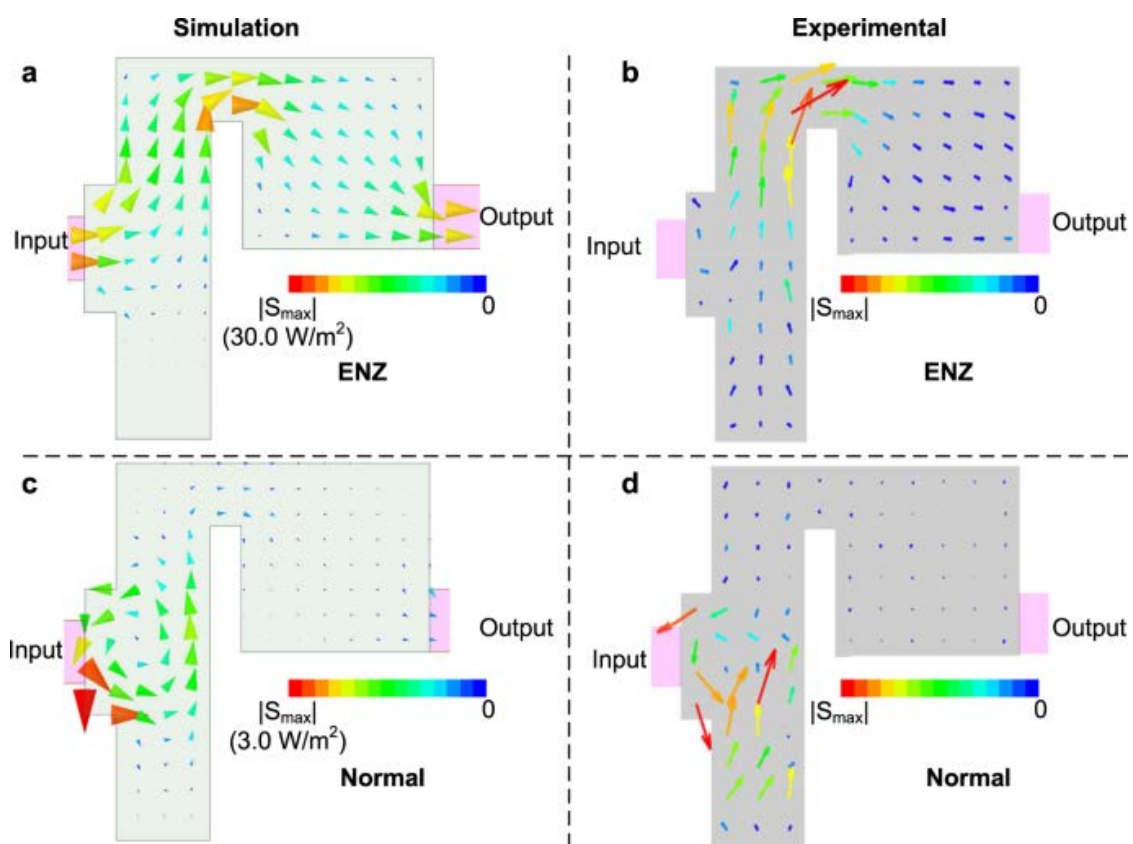 Simulation
Experimental
a
b
Input
Output
Input
Output
|Smax|
0
(30.0 W/m²)
ENZ
|Smax|
0
ENZ
c
d
Input
Output
Input
Output
|Smax|
0
(3.0 W/m²)
Normal
|Smax|
0
Normal